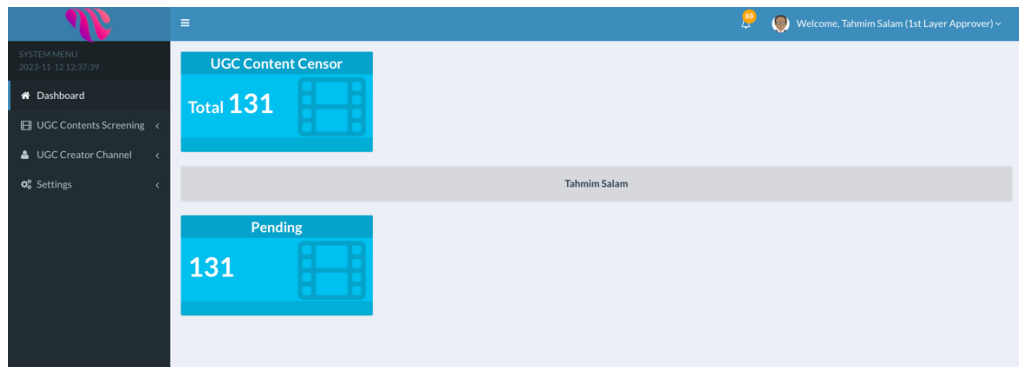 88
Welcome, Tahmim Salam (1st Layer Approver)
SYSTEM MENU
2023-11-12 12:37:39
Dashboard
UGC Contents Screening
UGC Creator Channel
Settings
UGC Content Censor
Total 131
Tahmim Salam
Pending
131